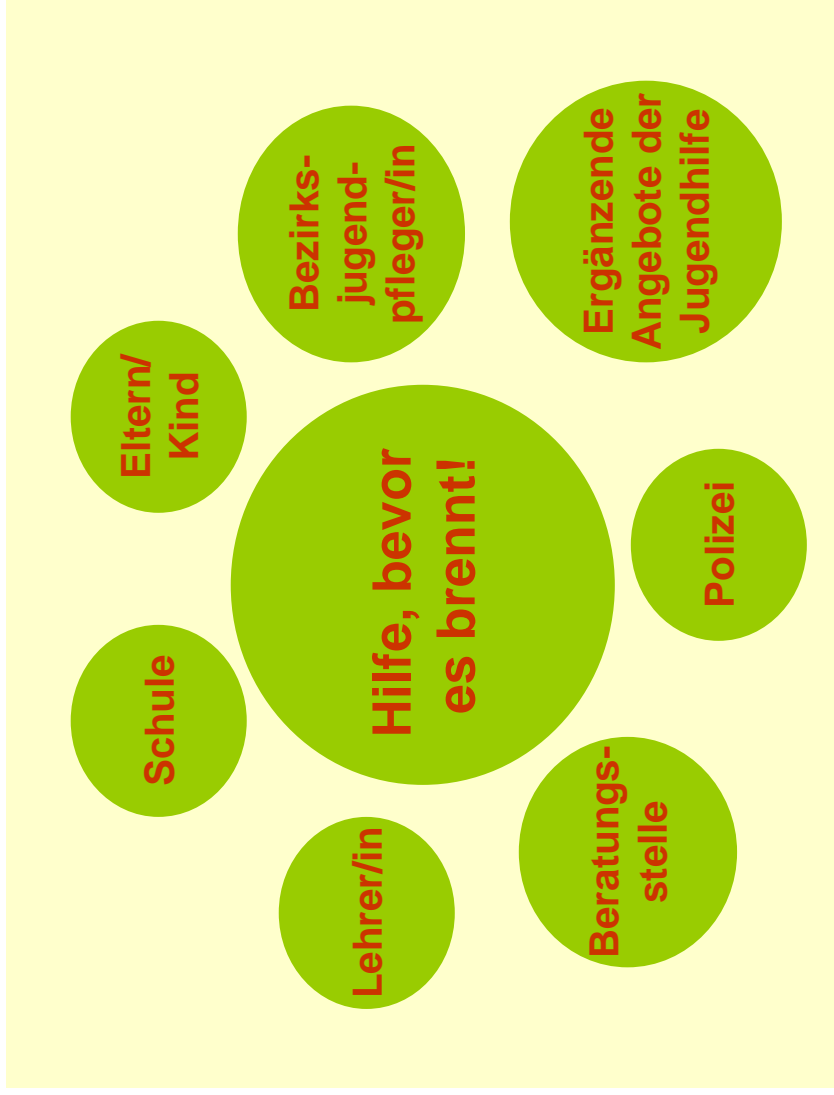 Schule
Eltern/
Kind
Lehrer/in
Hilfe, bevor
es brennt!
Bezirks-
jugend-
pfleger/in
Beratungs-
stelle
Polizei
Ergänzende
Angebote der
Jugendhilfe